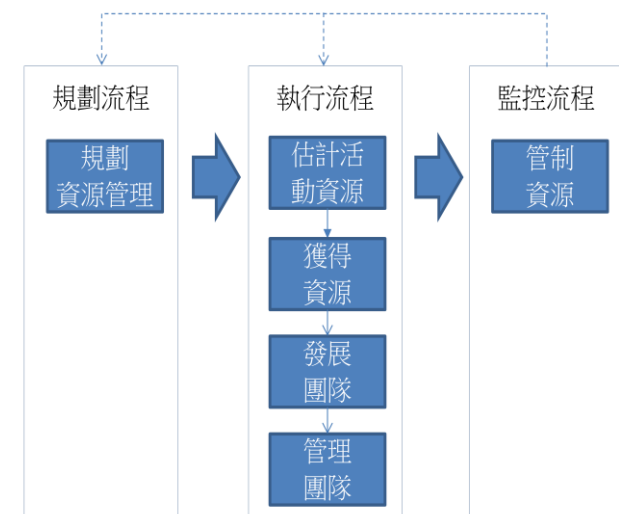 規劃流程
規劃
資源管理
執行流程
估計活
動資源
獲得
資源
發展
團隊
管理
團隊
監控流程
管制
資源